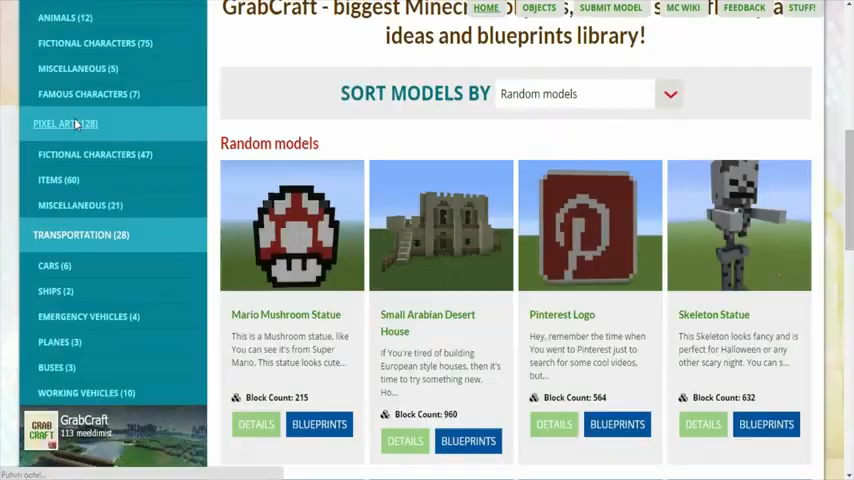 HOME
OBJECTS
SUBMIT MODEL
MC WIKI
FEEDBACK
STUFF!
ideas and blueprints library!
ANIMALS (12)
FICTIONAL CHARACTERS (75)
MISCELLANEOUS (5)
FAMOUS CHARACTERS (7)
PIXEL ART (128)
FICTIONAL CHARACTERS (47)
ITEMS (60)
MISCELLANEOUS (21)
TRANSPORTATION (28)
CARS (6)
SHIPS (2)
EMERGENCY VEHICLES (4)
PLANES (3)
BUSES (3)
WORKING VEHICLES (10)
GrabCraft
113 meeldimist
GRAB
CRAFT
GrabCraft - biggest
SORT MODELS BY
Random models
Random models
Mario Mushroom Statue
This is a Mushroom statue, like
You can see it's from Super
Mario. This statue looks cute...
Block Count: 215
DETAILS
BLUEPRINTS
Small Arabian Desert
House
If You're tired of building
European style houses, then it's
time to try something new.
Ho...
Block Count: 960
DETAILS
BLUEPRINTS
Pinterest Logo
Hey, remember the time when
You went to Pinterest just to
search for some cool videos,
but...
Block Count: 564
DETAILS
BLUEPRINTS
Skeleton Statue
This Skeleton looks fancy and is
perfect for Halloween or any
other scary night. You can s...
Block Count: 632
DETAILS
BLUEPRINTS